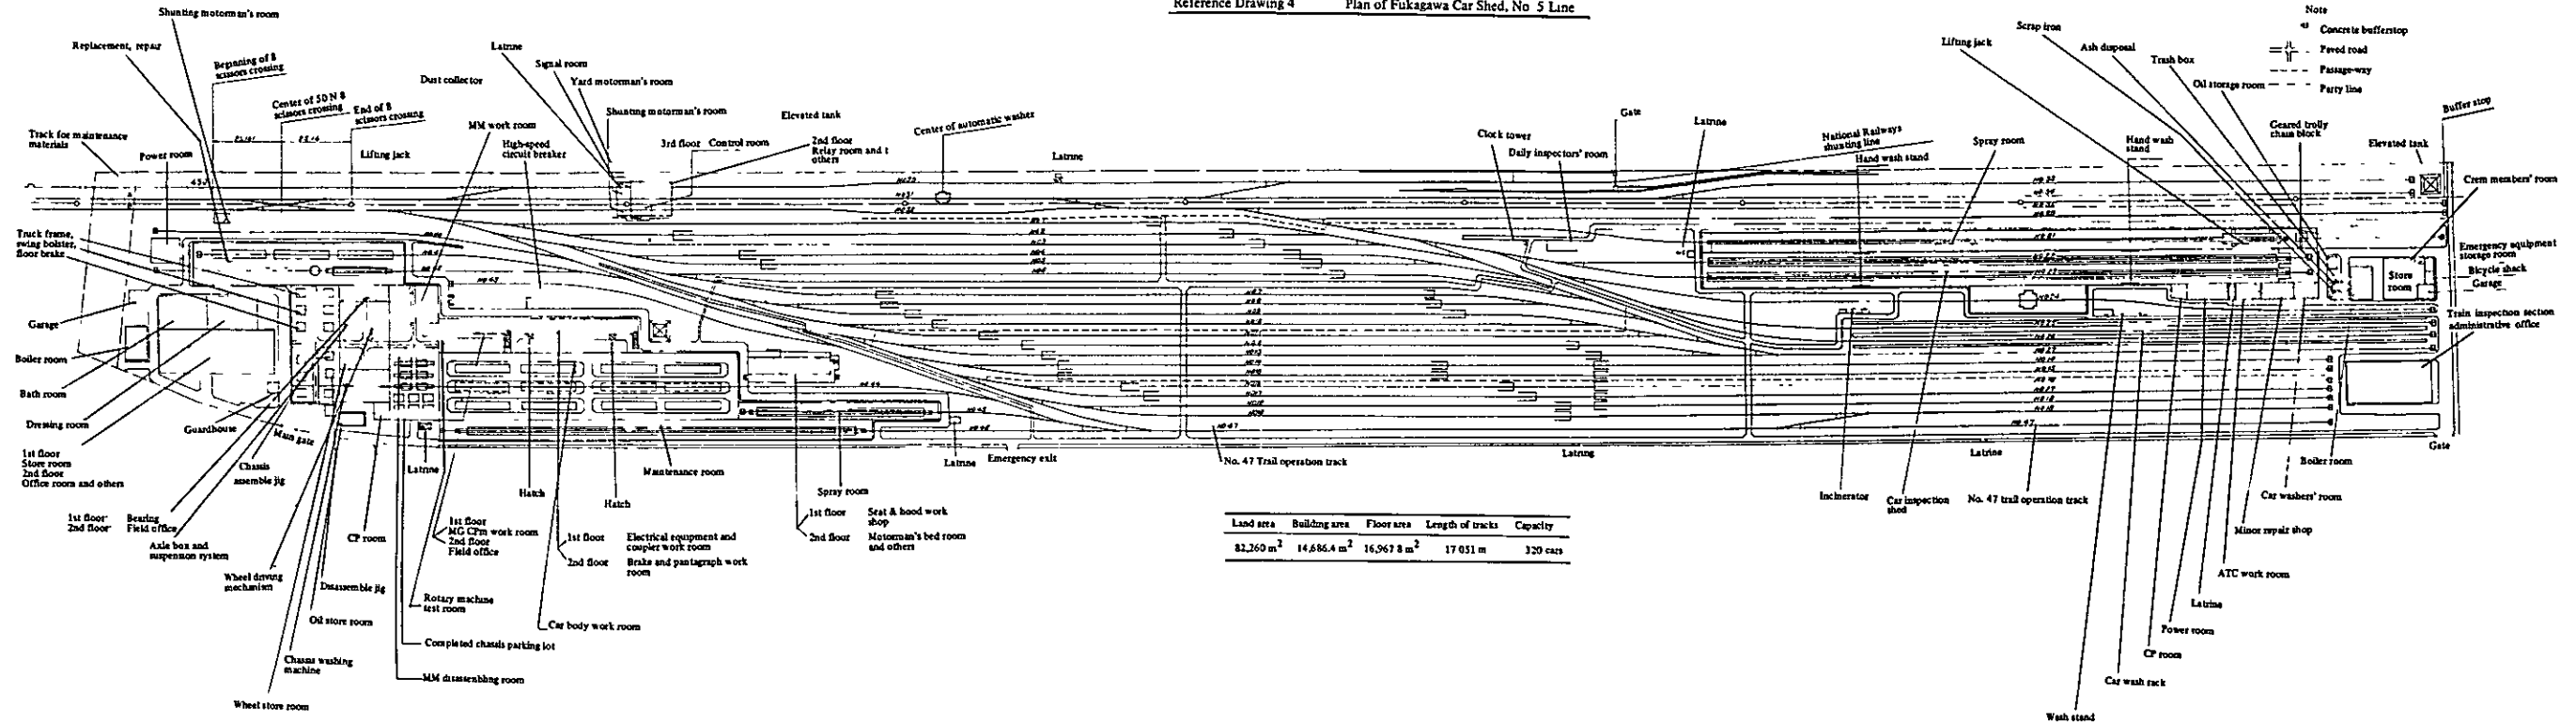 Reference Drawing 4 Plan of Fukagawa Car Shed, No 5 Line
Note
Concrete bufferstop
Paved road
Passage-way
Party line
Shunting motorman's room
Replacement, repair
Beginning of 8
scissors crossing
Center of 50 N 8
scissors crossing
End of 8
scissors crossing
Dust collector
Latrine
Signal room
Yard motorman's room
Shunting motorman's room
Elevated tank
3rd floor Control room
2nd floor
Relay room and t
others
Center of automatic washer
Latrine
Clock tower
Daily inspectors' room
Gate
Latrine
National Railways
shunting line
Hand wash stand
Spray room
Lifting jack
Scrap iron
Ash disposal
Trash box
Oil storage room
Hand wash
stand
Geared trolly
chain block
Buffer stop
Elevated tank
Crem members' room
Emergency equipment
storage room
Bicycle shack
Garage
Store
room
Train inspection section
administrative office
Track for maintenance
materials
Power room
Lifting jack
MM work room
High-speed
circuit breaker
Truck frame,
swing bolster,
floor brake
Garage
Boiler room
Bath room
Dressing room
1st floor
Store room
2nd floor
Office room and others
Guardhouse
Main gate
Chassis
assemble jig
1st floor Bearing
2nd floor Field office
Axle box and
suspension system
Wheel driving
mechanism
Disassemble jig
Oil store room
Chassis washing
machine
Wheel store room
CP room
Latrine
1st floor
MG CPm work room
2nd floor
Field office
Rotary machine
test room
Completed chassis parking lot
MM disassembling room
Hatch
Hatch
1st floor Electrical equipment and
coupler work room
2nd floor Brake and pantagraph work
room
Car body work room
Maintenance room
Spray room
1st floor Seat & hood work
shop
2nd floor Motorman's bed room
and others
Latrine
Emergency exit
No. 47 Trail operation track
Latring
Latrine
Incinerator
Car inspection
shed
No. 47 trail operation track
Gate
Boiler room
Car washers' room
Minor repair shop
ATC work room
Latrine
Power room
CP room
Car wash rack
Wash stand
Land area Building area Floor area Length of tracks Capacity
82,260 m² 14,686.4 m² 16,967 8 m² 17 051 m 320 cars